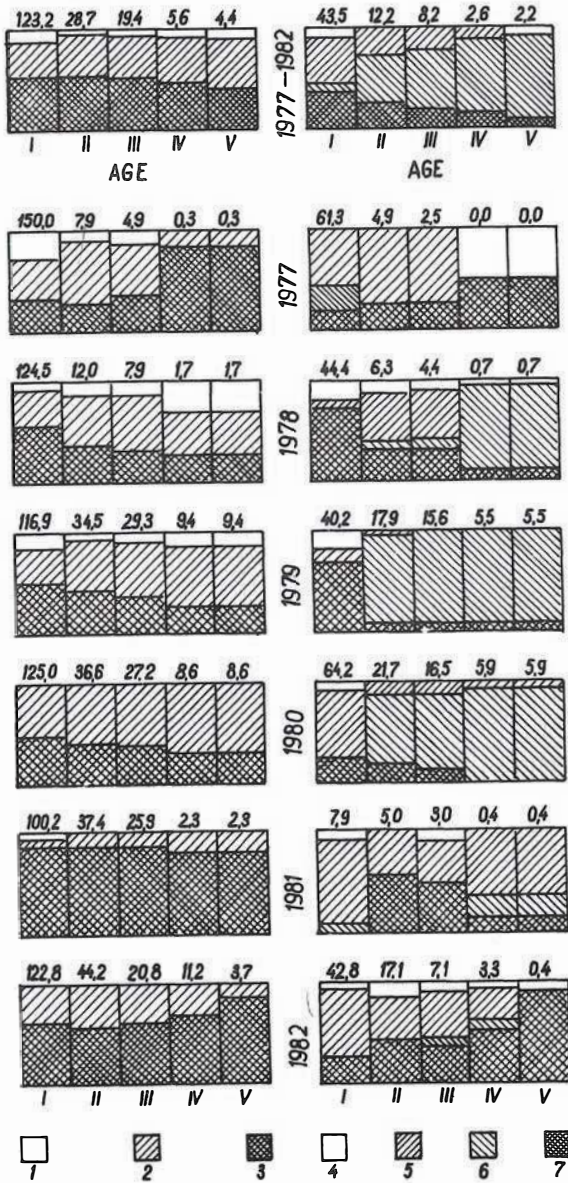 123,2 28,7 19,4 5,6 4,4 43,5 12,2 8,2 2,6 2,2
1977–1982
I II III IV V I II III IV V
AGE AGE
150,0 7,9 4,9 0,3 0,3 61,3 4,9 2,5 0,0 0,0
1977
124,5 12,0 7,9 1,7 1,7 44,4 6,3 4,4 0,7 0,7
1978
116,9 34,5 29,3 9,4 9,4 40,2 17,9 15,6 5,5 5,5
1979
125,0 36,6 27,2 8,6 8,6 64,2 21,7 16,5 5,9 5,9
1980
100,2 37,4 25,9 2,3 2,3 7,9 5,0 3,0 0,4 0,4
1981
122,8 44,2 20,8 11,2 3,7 42,8 17,1 7,1 3,3 0,4
1982
I II III IV V I II III IV V
1 2 3 4 5 6 7